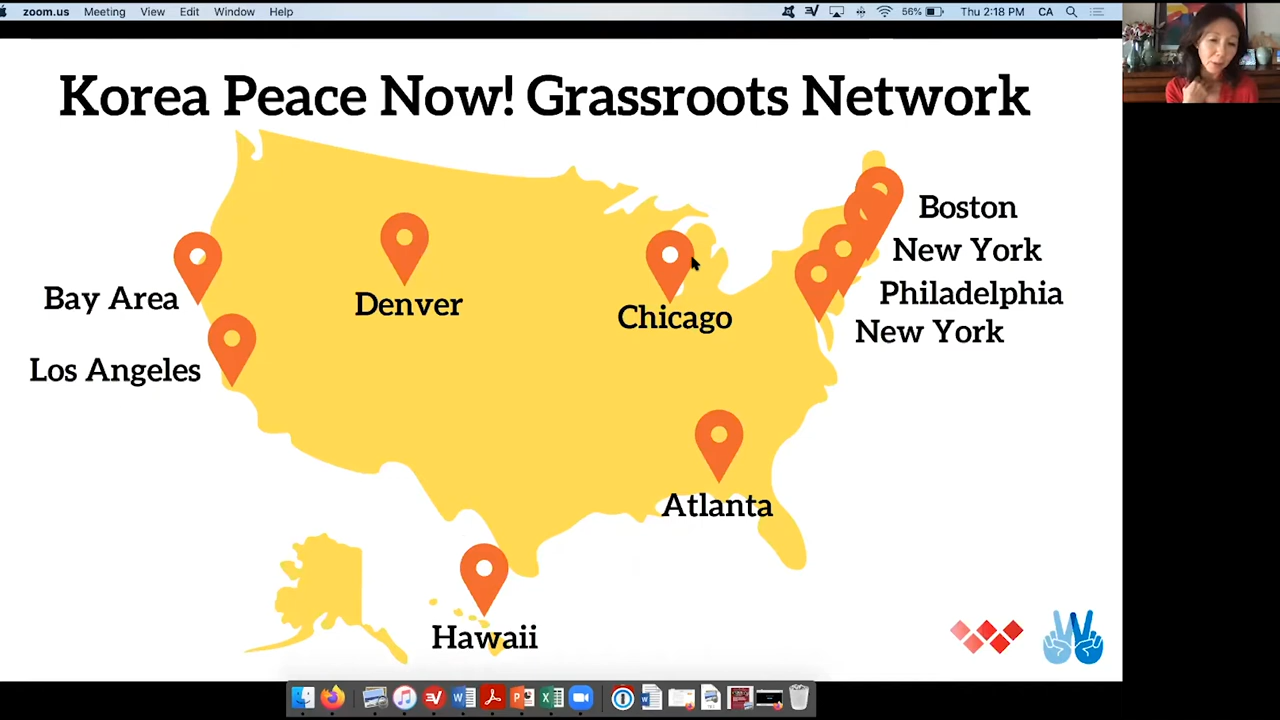 zoom.us Meeting View Edit Window Help
56% Thu 2:18 PM CA
Korea Peace Now! Grassroots Network
Boston
New York
Bay Area
Denver
Philadelphia
Chicago
New York
Los Angeles
Atlanta
Hawaii